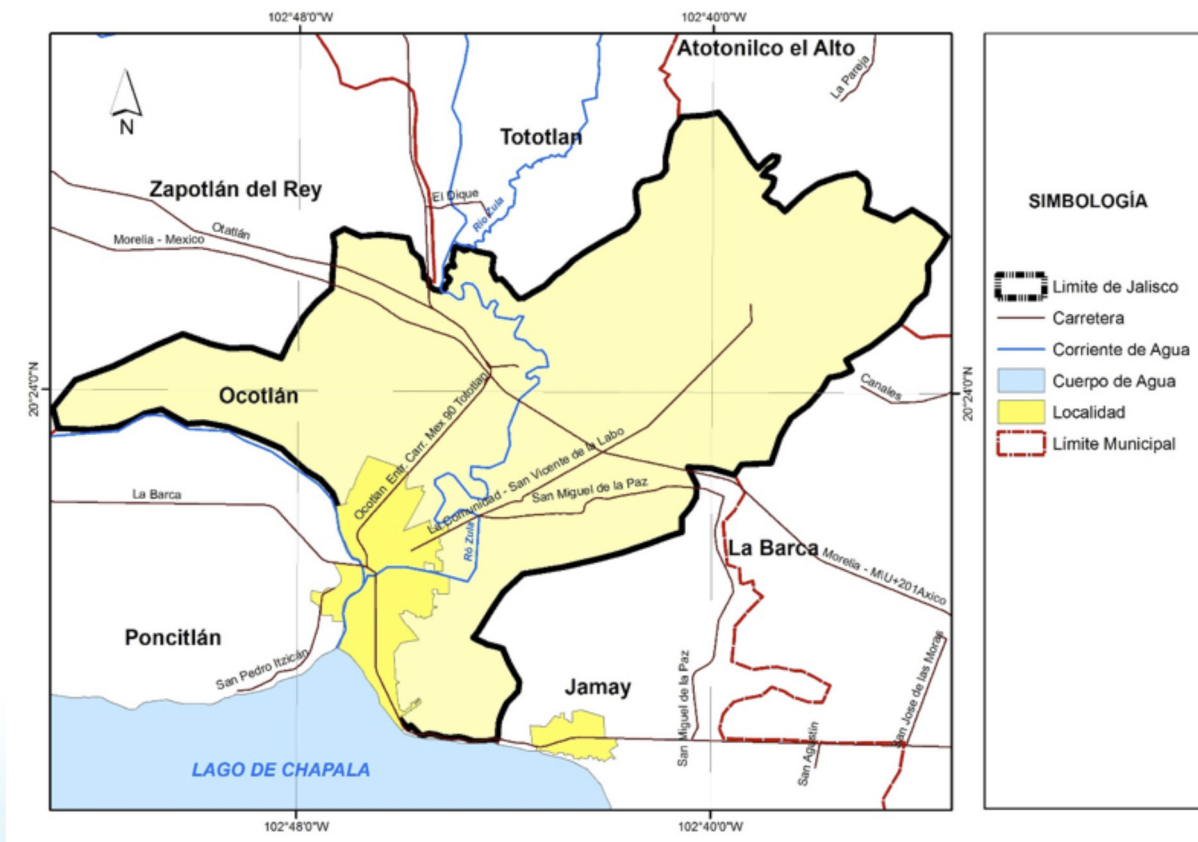 102°48'0"W
102°40'0"W
Atotonilco el Alto
La Pareja
N
Tototlan
Zapotlán del Rey
El Dique
Río Zula
Otatlán
Morelia - Mexico
SIMBOLOGÍA
Limite de Jalisco
Carretera
Corriente de Agua
Cuerpo de Agua
Localidad
Límite Municipal
20°24'0"N
20°24'0"N
Ocotlán
Canales
Ocotlan Entr. Carr. Mex 90 Tototlan
La Comunidad - San Vicente de la Labo
San Miguel de la Paz
La Barca
Rió Zula
La Barca
Morelia - M\U+201Axico
Poncitlán
San Pedro Itzicán
Jamay
San Miguel de la Paz
San Agustin
San Jose de las Moras
LAGO DE CHAPALA
102°48'0"W
102°40'0"W